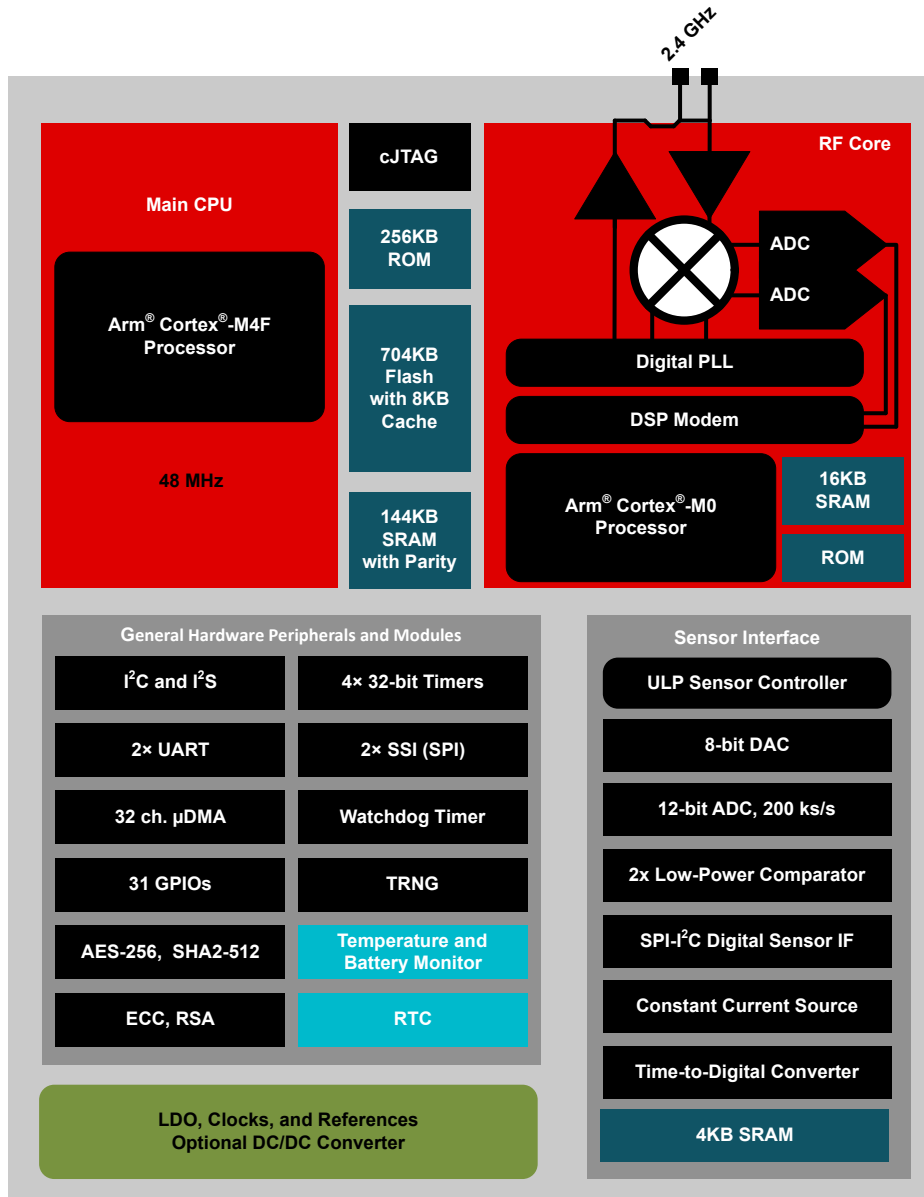 2.4 GHz
Main CPU
Arm® Cortex®-M4F
Processor
48 MHz
cJTAG
256KB
ROM
704KB
Flash
with 8KB
Cache
144KB
SRAM
with Parity
RF Core
ADC
ADC
Digital PLL
DSP Modem
Arm® Cortex®-M0
Processor
16KB
SRAM
ROM
General Hardware Peripherals and Modules
I²C and I²S
4× 32-bit Timers
2× UART
2× SSI (SPI)
32 ch. µDMA
Watchdog Timer
31 GPIOs
TRNG
AES-256, SHA2-512
Temperature and
Battery Monitor
ECC, RSA
RTC
LDO, Clocks, and References
Optional DC/DC Converter
Sensor Interface
ULP Sensor Controller
8-bit DAC
12-bit ADC, 200 ks/s
2x Low-Power Comparator
SPI-I²C Digital Sensor IF
Constant Current Source
Time-to-Digital Converter
4KB SRAM